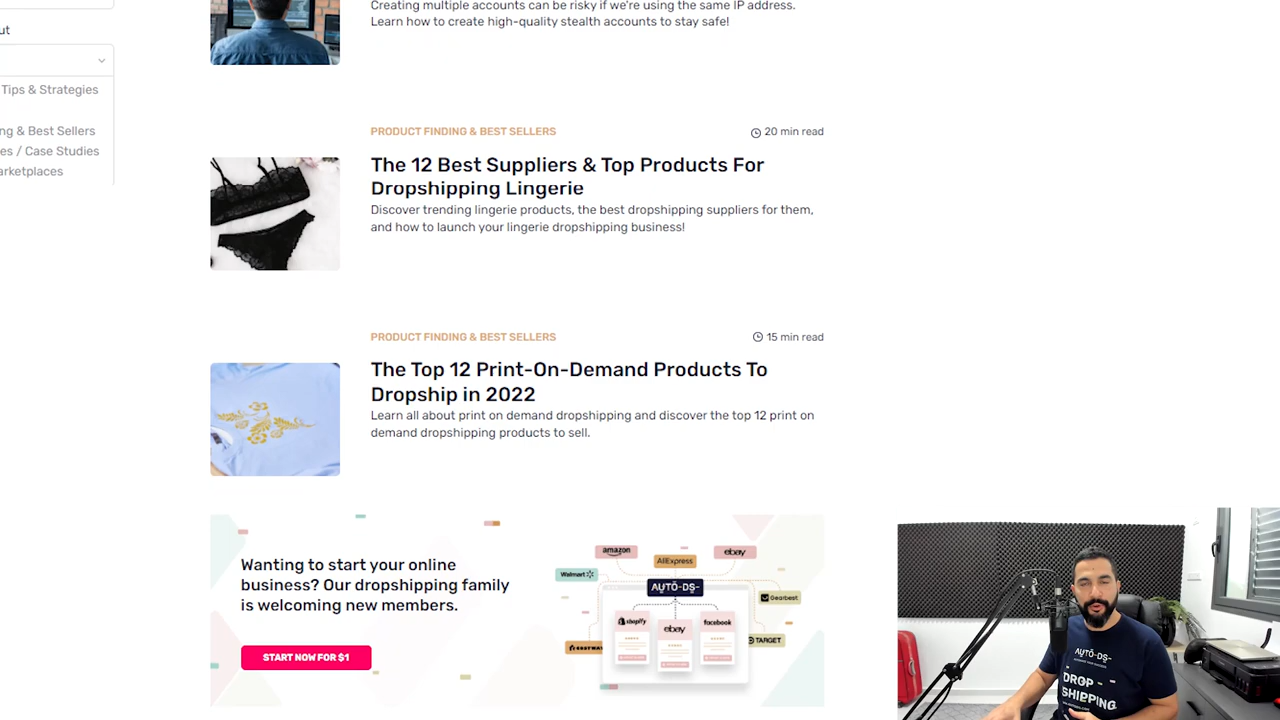 Creating multiple accounts can be risky if we're using the same IP address.
Learn how to create high-quality stealth accounts to stay safe!
ut
Tips & Strategies
ng & Best Sellers
es / Case Studies
arketplaces
PRODUCT FINDING & BEST SELLERS
20 min read
The 12 Best Suppliers & Top Products For
Dropshipping Lingerie
Discover trending lingerie products, the best dropshipping suppliers for them,
and how to launch your lingerie dropshipping business!
PRODUCT FINDING & BEST SELLERS
15 min read
The Top 12 Print-On-Demand Products To
Dropship in 2022
Learn all about print on demand dropshipping and discover the top 12 print on
demand dropshipping products to sell.
Wanting to start your online
business? Our dropshipping family
is welcoming new members.
START NOW FOR $1
amazon
AliExpress
ebay
Walmart
AUTO-DS-
Gearbest
shopify
ebay
facebook
TARGET
AUTO-DS-
DROP
SHIPPING